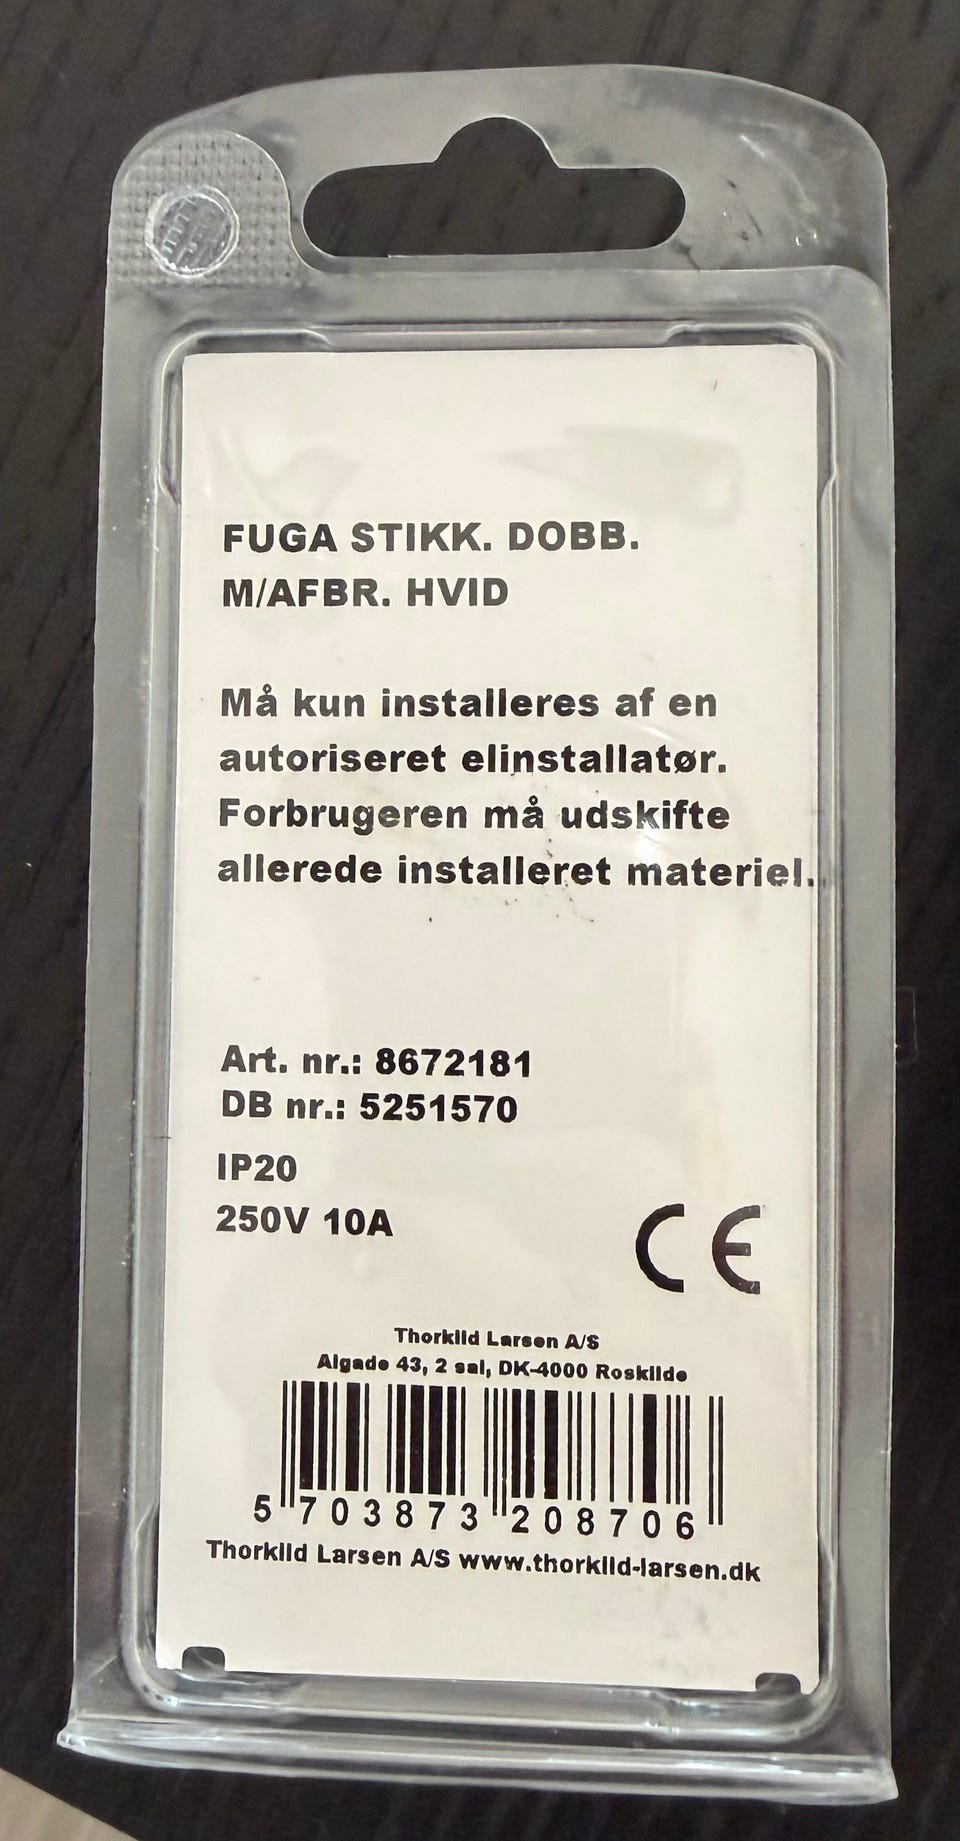 FUGA STIKK. DOBB.
M/AFBR. HVID
Må kun installeres af en
autoriseret elinstallatør.
Forbrugeren må udskifte
allerede installeret materiel.
Art. nr.: 8672181
DB nr.: 5251570
IP20
250V 10A
CE
Thorkild Larsen A/S
Algade 43, 2 sal, DK-4000 Roskilde
5 703873 208706
Thorkild Larsen A/S www.thorkild-larsen.dk